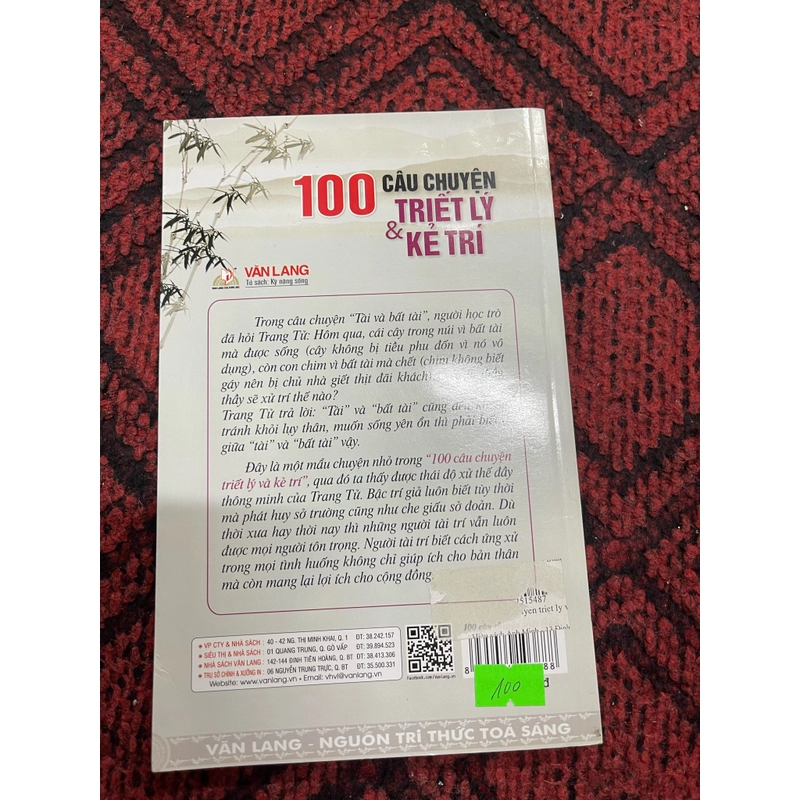 100 CÂU CHUYỆN
TRIẾT LÝ
& KẺ TRÍ
VĂN LANG
Tủ sách: Kỹ năng sống
Trong câu chuyện "Tài và bất tài", người học trò
đã hỏi Trang Tử: Hôm qua, cái cây trong núi vì bất tài
mà được sống (cây không bị tiều phu đốn vì nó vô
dụng), còn con chim vì bất tài mà chết (chim không biết
gáy nên bị chủ nhà giết thịt đãi khách)
thầy sẽ xử trí thế nào?
Trang Tử trả lời: "Tài" và "bất tài" cũng đều
tránh khỏi lụy thân, muốn sống yên ổn thì phải biết
giữa "tài" và "bất tài" vậy.
Đây là một mẩu chuyện nhỏ trong "100 câu chuyện
triết lý và kẻ trí", qua đó ta thấy được thái độ xử thế đầy
thông minh của Trang Tử. Bậc trí giả luôn biết tùy thời
mà phát huy sở trường cũng như che giấu sở đoản. Dù
thời xưa hay thời nay thì những người tài trí vẫn luôn
được mọi người tôn trọng. Người tài trí biết cách ứng xử
trong mọi tình huống không chỉ giúp ích cho bản thân
mà còn mang lại lợi ích cho cộng đồng
515487
yen triet ly v
100 câu
VP CTY & NHÀ SÁCH : 40 - 42 NG. THỊ MINH KHAI, Q. 1 ĐT: 38.242.157
SIÊU THỊ & NHÀ SÁCH : 01 QUANG TRUNG, Q. GÒ VẤP ĐT: 39.894.523
NHÀ SÁCH VĂN LANG : 142-144 ĐINH TIÊN HOÀNG, Q. BT ĐT: 38.413.306
TRỤ SỞ CHÍNH & XƯỞNG IN : 06 NGUYỄN TRUNG TRỰC, Q. BT ĐT: 35.500.331
Website: www.vanlang.vn • Email: vhvl@vanlang.vn
facebook.com/vanlang.vn
8
88
100
đ
VĂN LANG - NGUỒN TRI THỨC TOẢ SÁNG